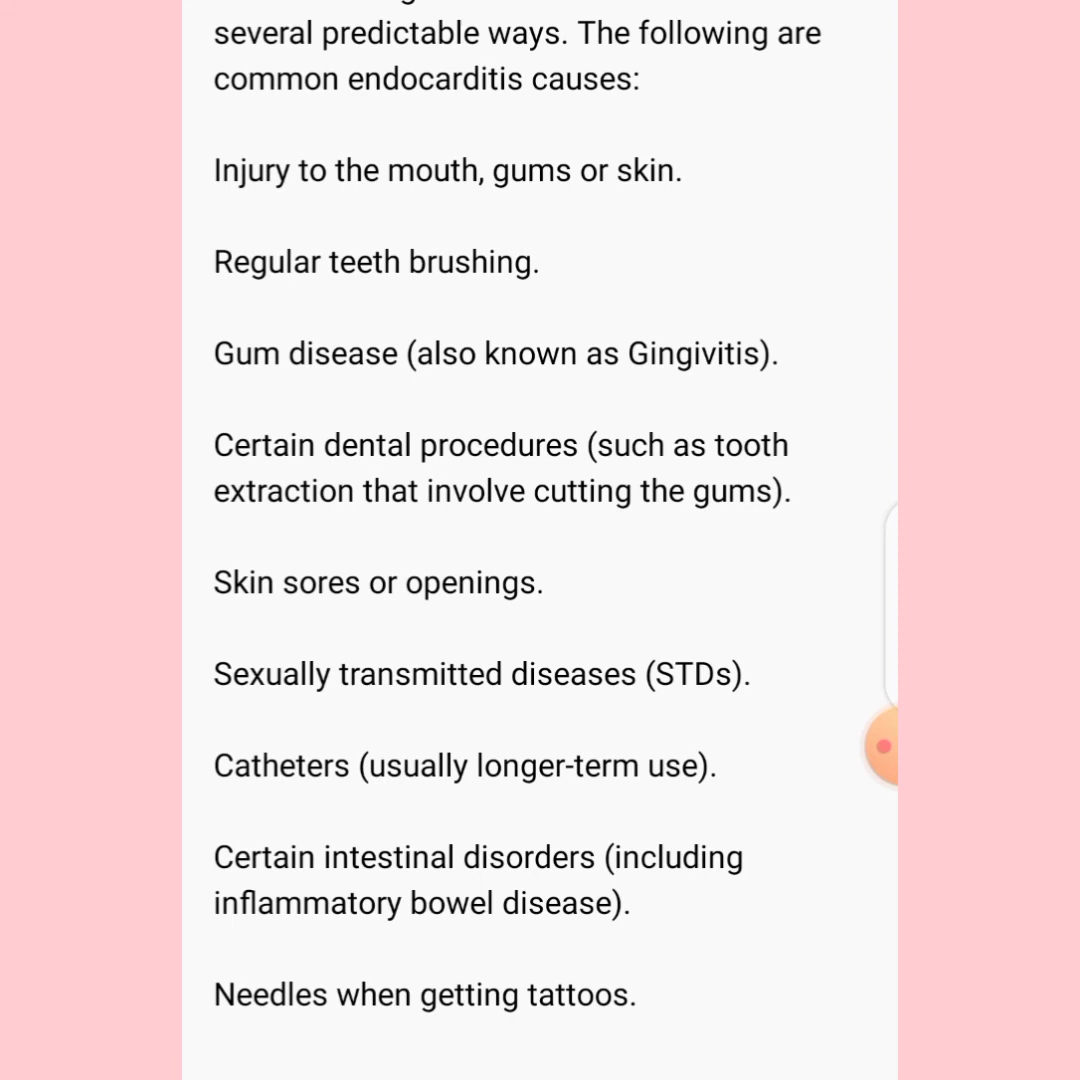 several predictable ways. The following are
common endocarditis causes:
Injury to the mouth, gums or skin.
Regular teeth brushing.
Gum disease (also known as Gingivitis).
Certain dental procedures (such as tooth
extraction that involve cutting the gums).
Skin sores or openings.
Sexually transmitted diseases (STDs).
Catheters (usually longer-term use).
Certain intestinal disorders (including
inflammatory bowel disease).
Needles when getting tattoos.